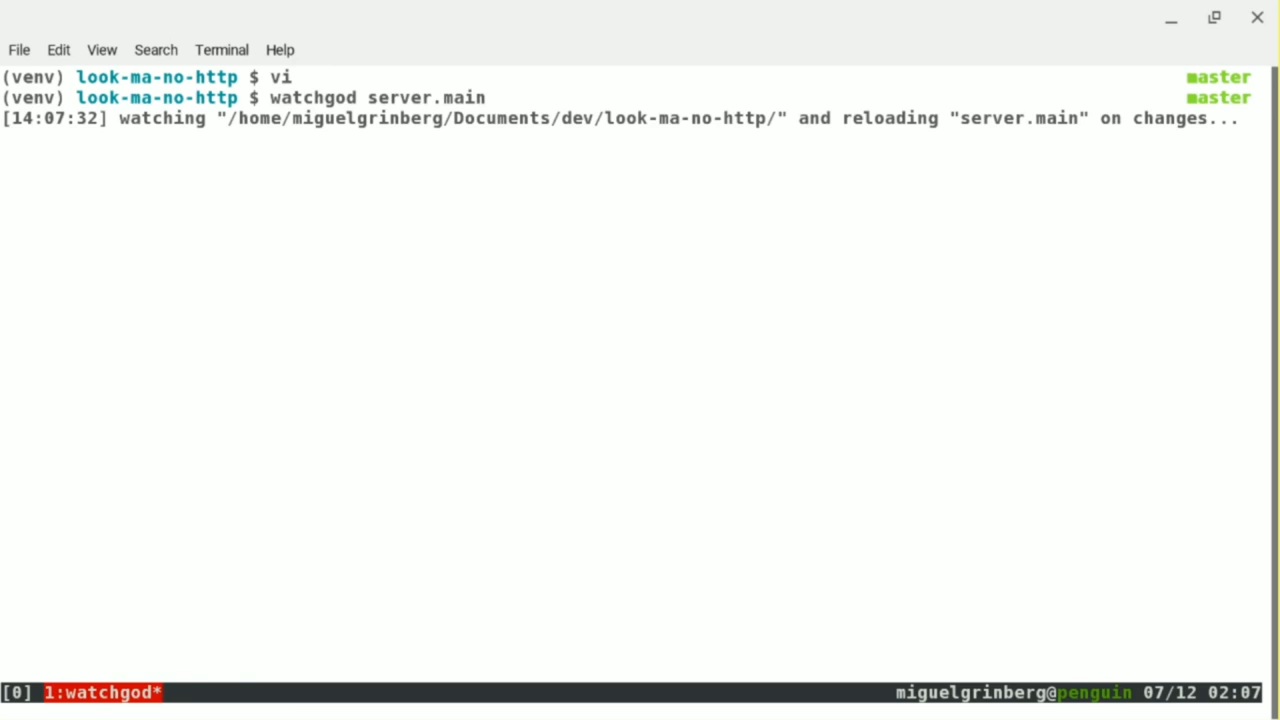 File Edit View Search Terminal Help
(venv) look-ma-no-http $ vi master
(venv) look-ma-no-http $ watchgod server.main master
[14:07:32] watching "/home/miguelgrinberg/Documents/dev/look-ma-no-http/" and reloading "server.main" on changes...
[0] 1:watchgod* miguelgrinberg@penguin 07/12 02:07